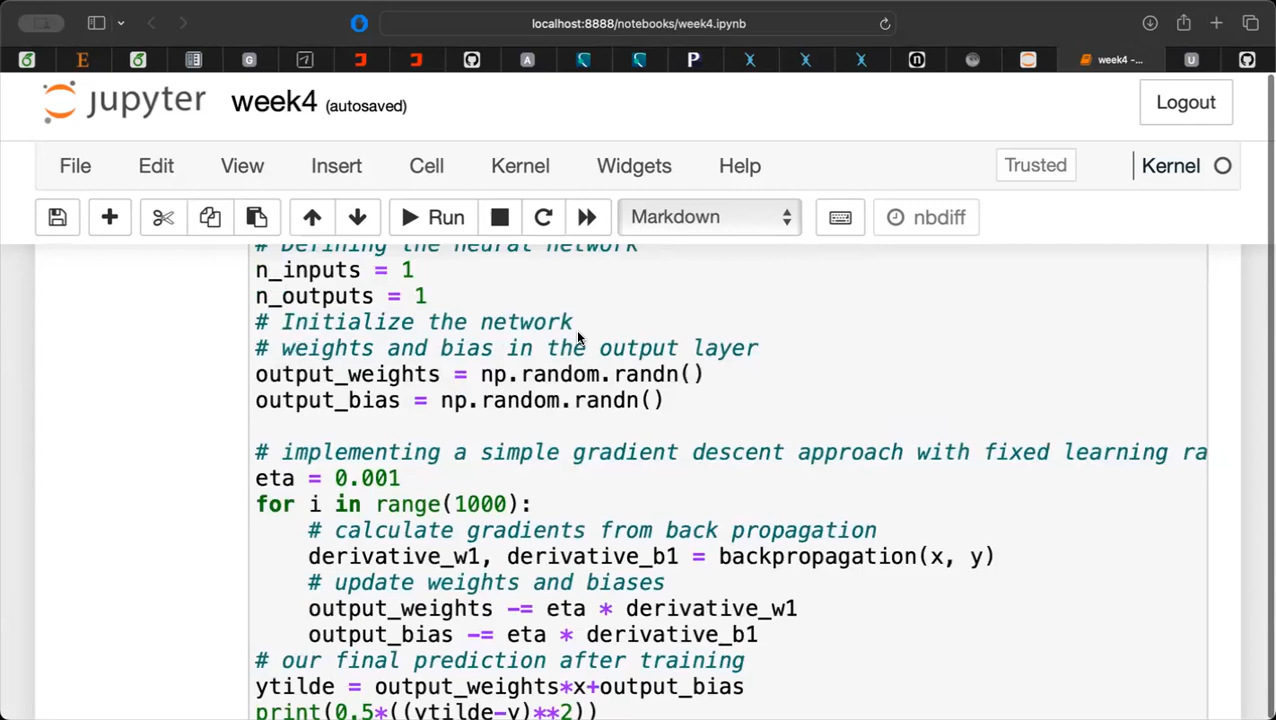 localhost:8888/notebooks/week4.ipynb
week4 -...
jupyter week4 (autosaved)
Logout
File Edit View Insert Cell Kernel Widgets Help Trusted Kernel
Run Markdown nbdiff
# Defining the neural network
n_inputs = 1
n_outputs = 1
# Initialize the network
# weights and bias in the output layer
output_weights = np.random.randn()
output_bias = np.random.randn()
# implementing a simple gradient descent approach with fixed learning ra
eta = 0.001
for i in range(1000):
# calculate gradients from back propagation
derivative_w1, derivative_b1 = backpropagation(x, y)
# update weights and biases
output_weights -= eta * derivative_w1
output_bias -= eta * derivative_b1
# our final prediction after training
ytilde = output_weights*x+output_bias
print(0.5*((ytilde-y)**2))